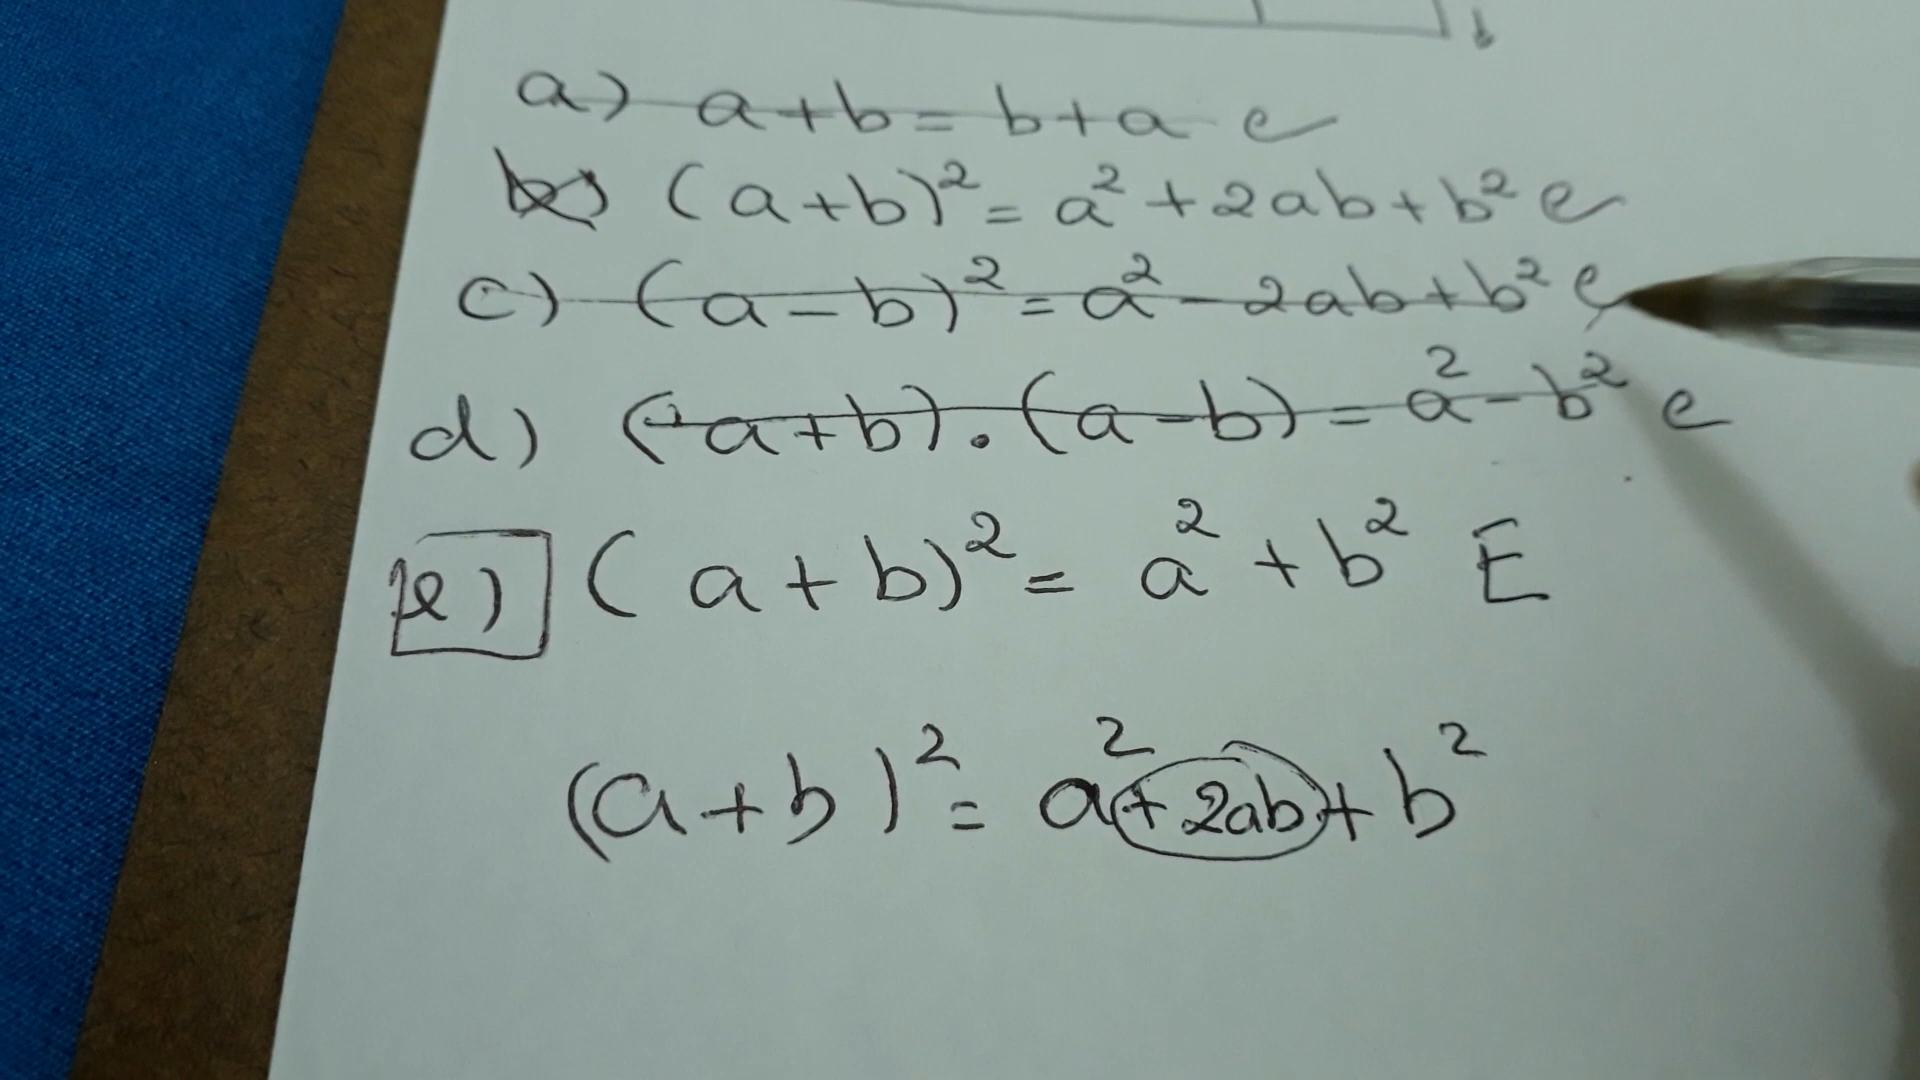 a) a+b = b+a e
b) (a+b)² = a² + 2ab + b² e
c) (a-b)² = a² - 2ab + b² e
d) (a+b).(a-b) = a² - b² e
e) (a+b)² = a² + b² E
(a+b)² = a² + 2ab + b²